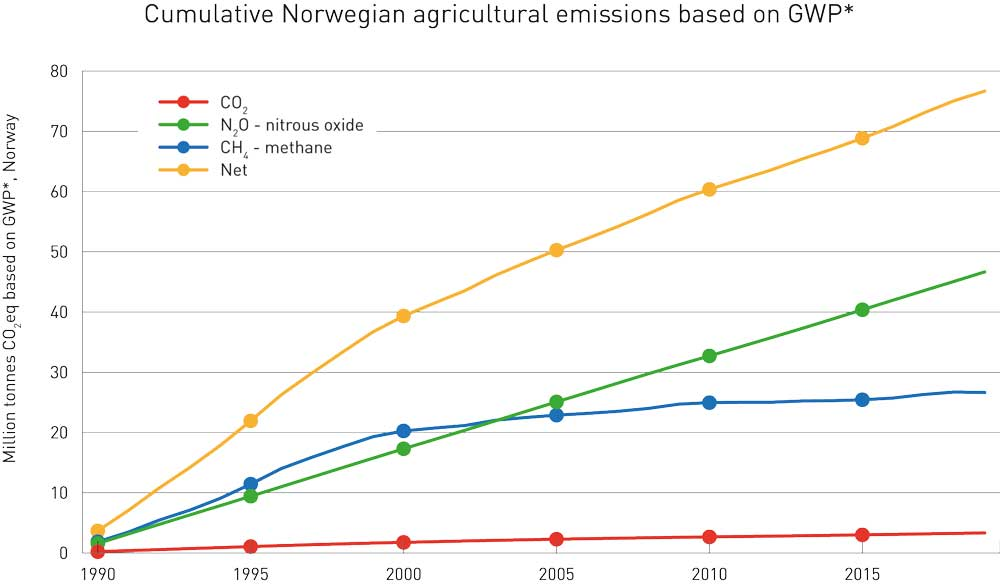 Cumulative Norwegian agricultural emissions based on GWP*
Million tonnes CO₂eq based on GWP*, Norway
80
70
60
50
40
30
20
10
0
CO₂
N₂O - nitrous oxide
CH₄ - methane
Net
1990 1995 2000 2005 2010 2015